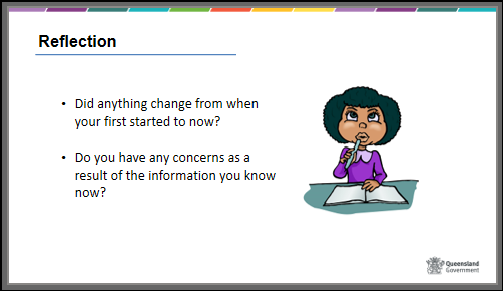 Reflection
• Did anything change from when
your first started to now?
• Do you have any concerns as a
result of the information you know
now?
Queensland
Government